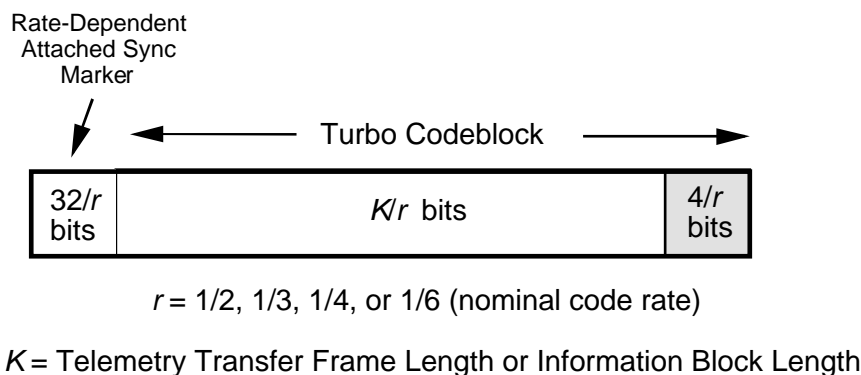 Rate-Dependent
Attached Sync
Marker
Turbo Codeblock
32/r
bits
K/r bits
4/r
bits
r = 1/2, 1/3, 1/4, or 1/6 (nominal code rate)
K = Telemetry Transfer Frame Length or Information Block Length